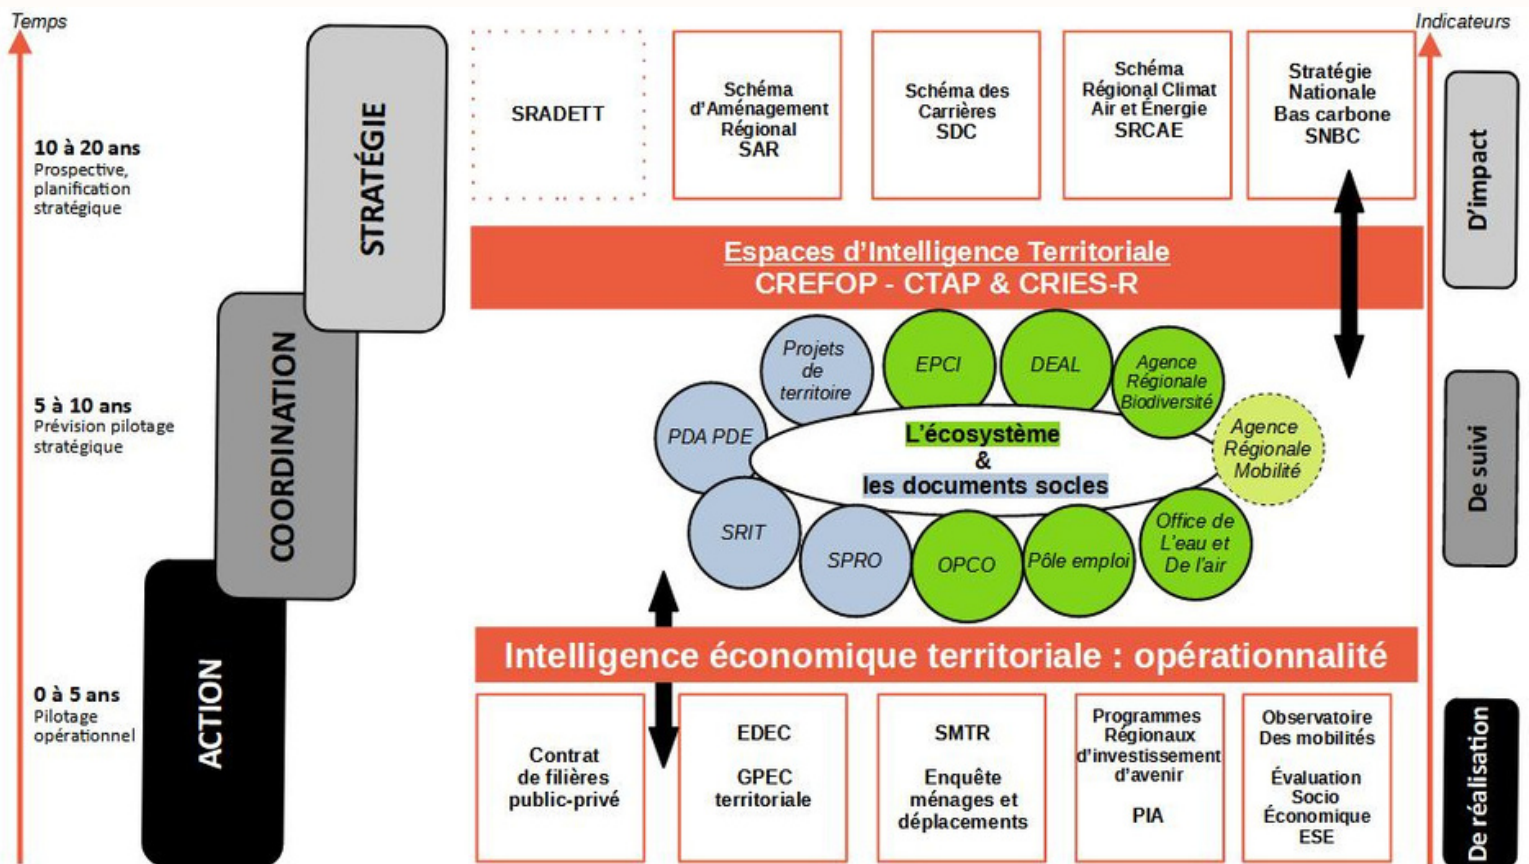 Temps
Indicateurs
10 à 20 ans
Prospective,
planification
stratégique
STRATÉGIE
SRADETT
Schéma
d'Aménagement
Régional
SAR
Schéma des
Carrières
SDC
Schéma
Régional Climat
Air et Énergie
SRCAE
Stratégie
Nationale
Bas carbone
SNBC
D'impact
Espaces d'Intelligence Territoriale
CREFOP - CTAP & CRIES-R
5 à 10 ans
Prévision pilotage
stratégique
COORDINATION
Projets
de
territoire
EPCI
DEAL
Agence
Régionale
Biodiversité
PDA PDE
L'écosystème
&
les documents socles
Agence
Régionale
Mobilité
SRIT
SPRO
OPCO
Pôle emploi
Office de
L'eau et
De l'air
De suivi
Intelligence économique territoriale : opérationnalité
0 à 5 ans
Pilotage
opérationnel
ACTION
Contrat
de filières
public-privé
EDEC
GPEC
territoriale
SMTR
Enquête
ménages et
déplacements
Programmes
Régionaux
d'investissement
d'avenir
PIA
Observatoire
Des mobilités
Évaluation
Socio
Économique
ESE
De réalisation